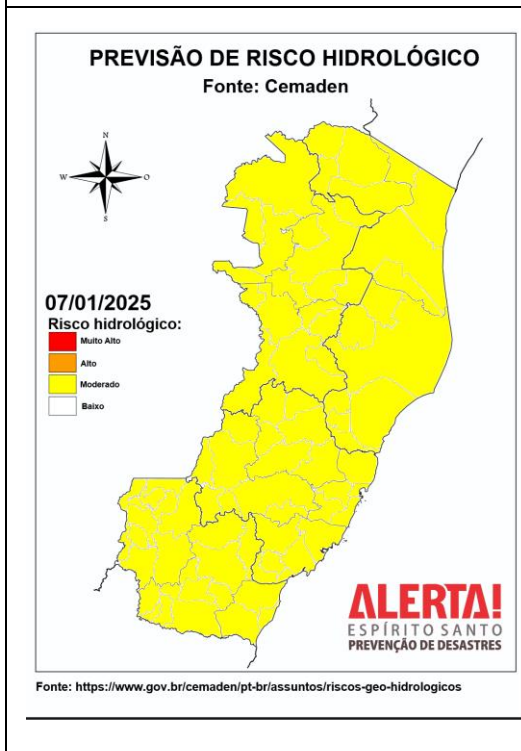 PREVISÃO DE RISCO HIDROLÓGICO
Fonte: Cemaden
N
W
O
S
07/01/2025
Risco hidrológico:
Muito Alto
Alto
Moderado
Baixo
ALERTA!
ESPÍRITO SANTO
PREVENÇÃO DE DESASTRES
Fonte: https://www.gov.br/cemaden/pt-br/assuntos/riscos-geo-hidrologicos